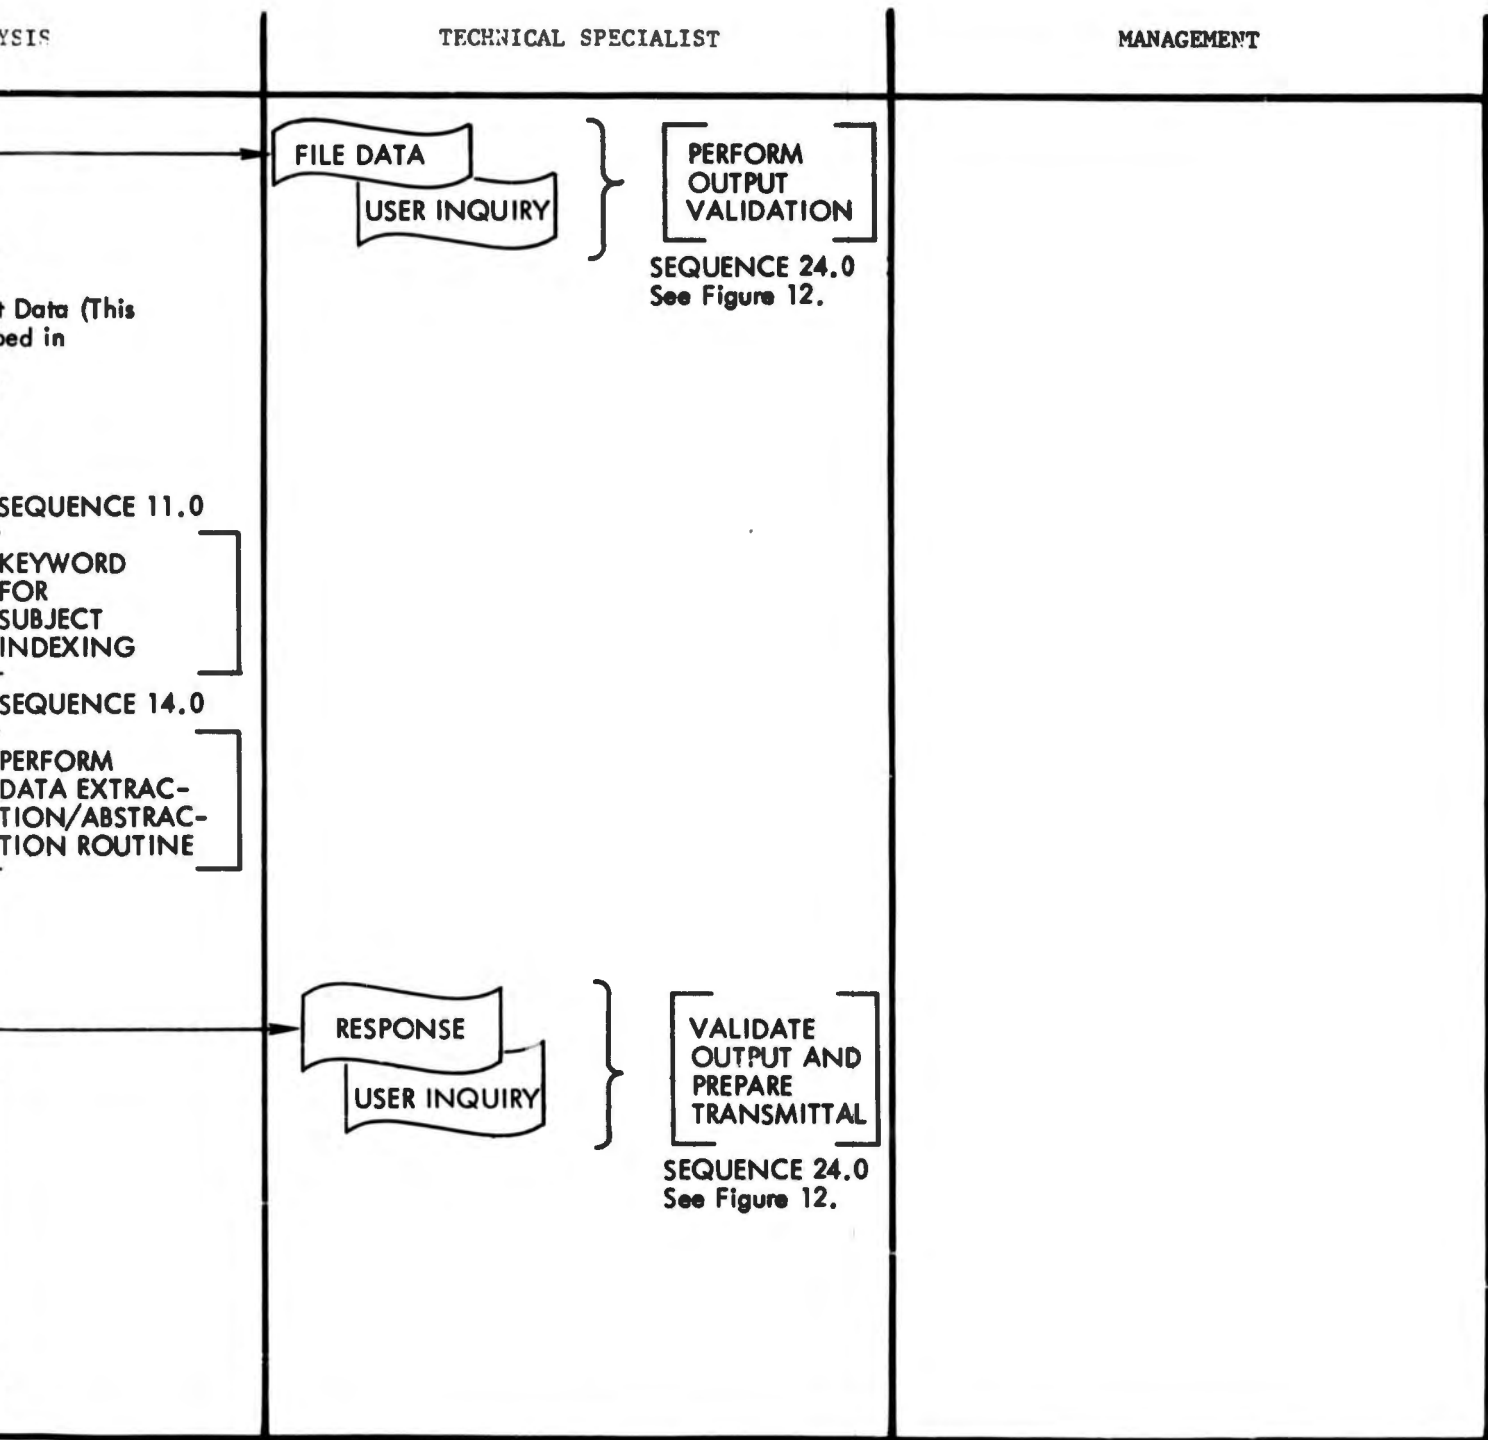 YSIS
TECHNICAL SPECIALIST
MANAGEMENT
FILE DATA
USER INQUIRY
PERFORM
OUTPUT
VALIDATION
SEQUENCE 24.0
See Figure 12.
t Data (This
bed in
SEQUENCE 11.0
KEYWORD
FOR
SUBJECT
INDEXING
SEQUENCE 14.0
PERFORM
DATA EXTRAC-
TION/ABSTRAC-
TION ROUTINE
RESPONSE
USER INQUIRY
VALIDATE
OUTPUT AND
PREPARE
TRANSMITTAL
SEQUENCE 24.0
See Figure 12.